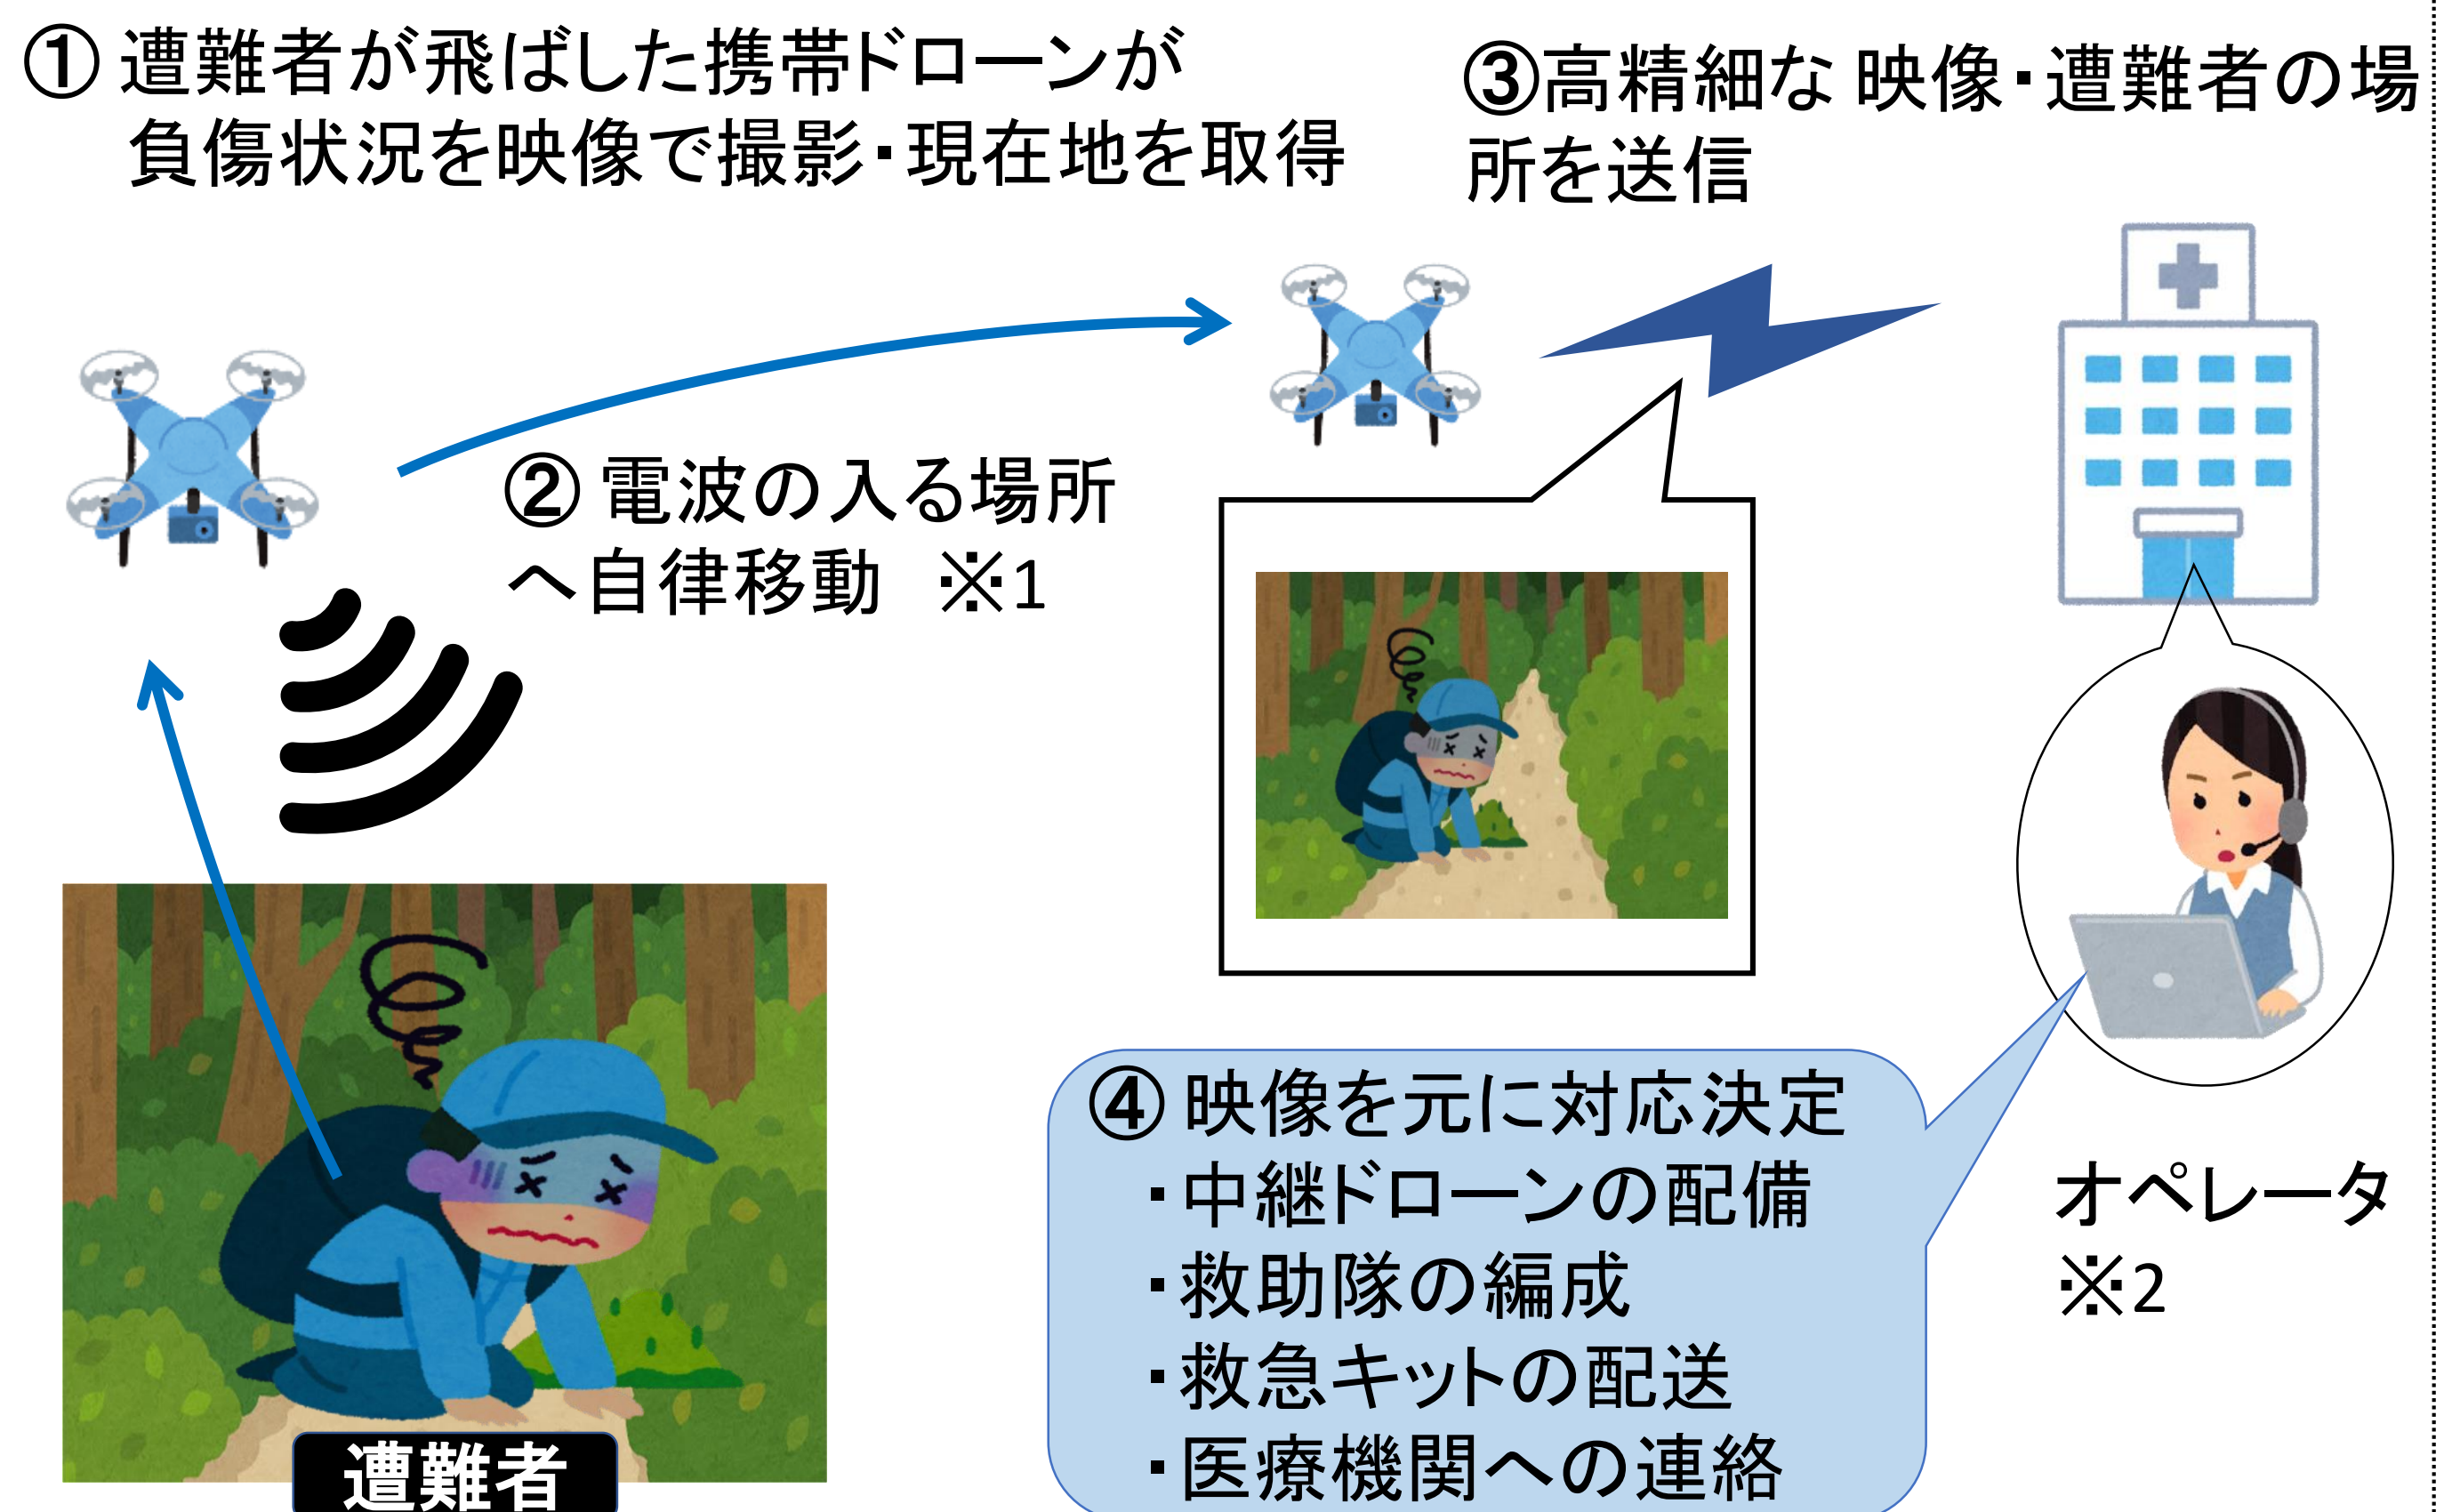 ① 遭難者が飛ばした携帯ドローンが
負傷状況を映像で撮影・現在地を取得
② 電波の入る場所
へ自律移動　※1
③高精細な 映像・遭難者の場
所を送信
④ 映像を元に対応決定
・中継ドローンの配備
・救助隊の編成
・救急キットの配送
・医療機関への連絡
オペレータ
※2
遭難者